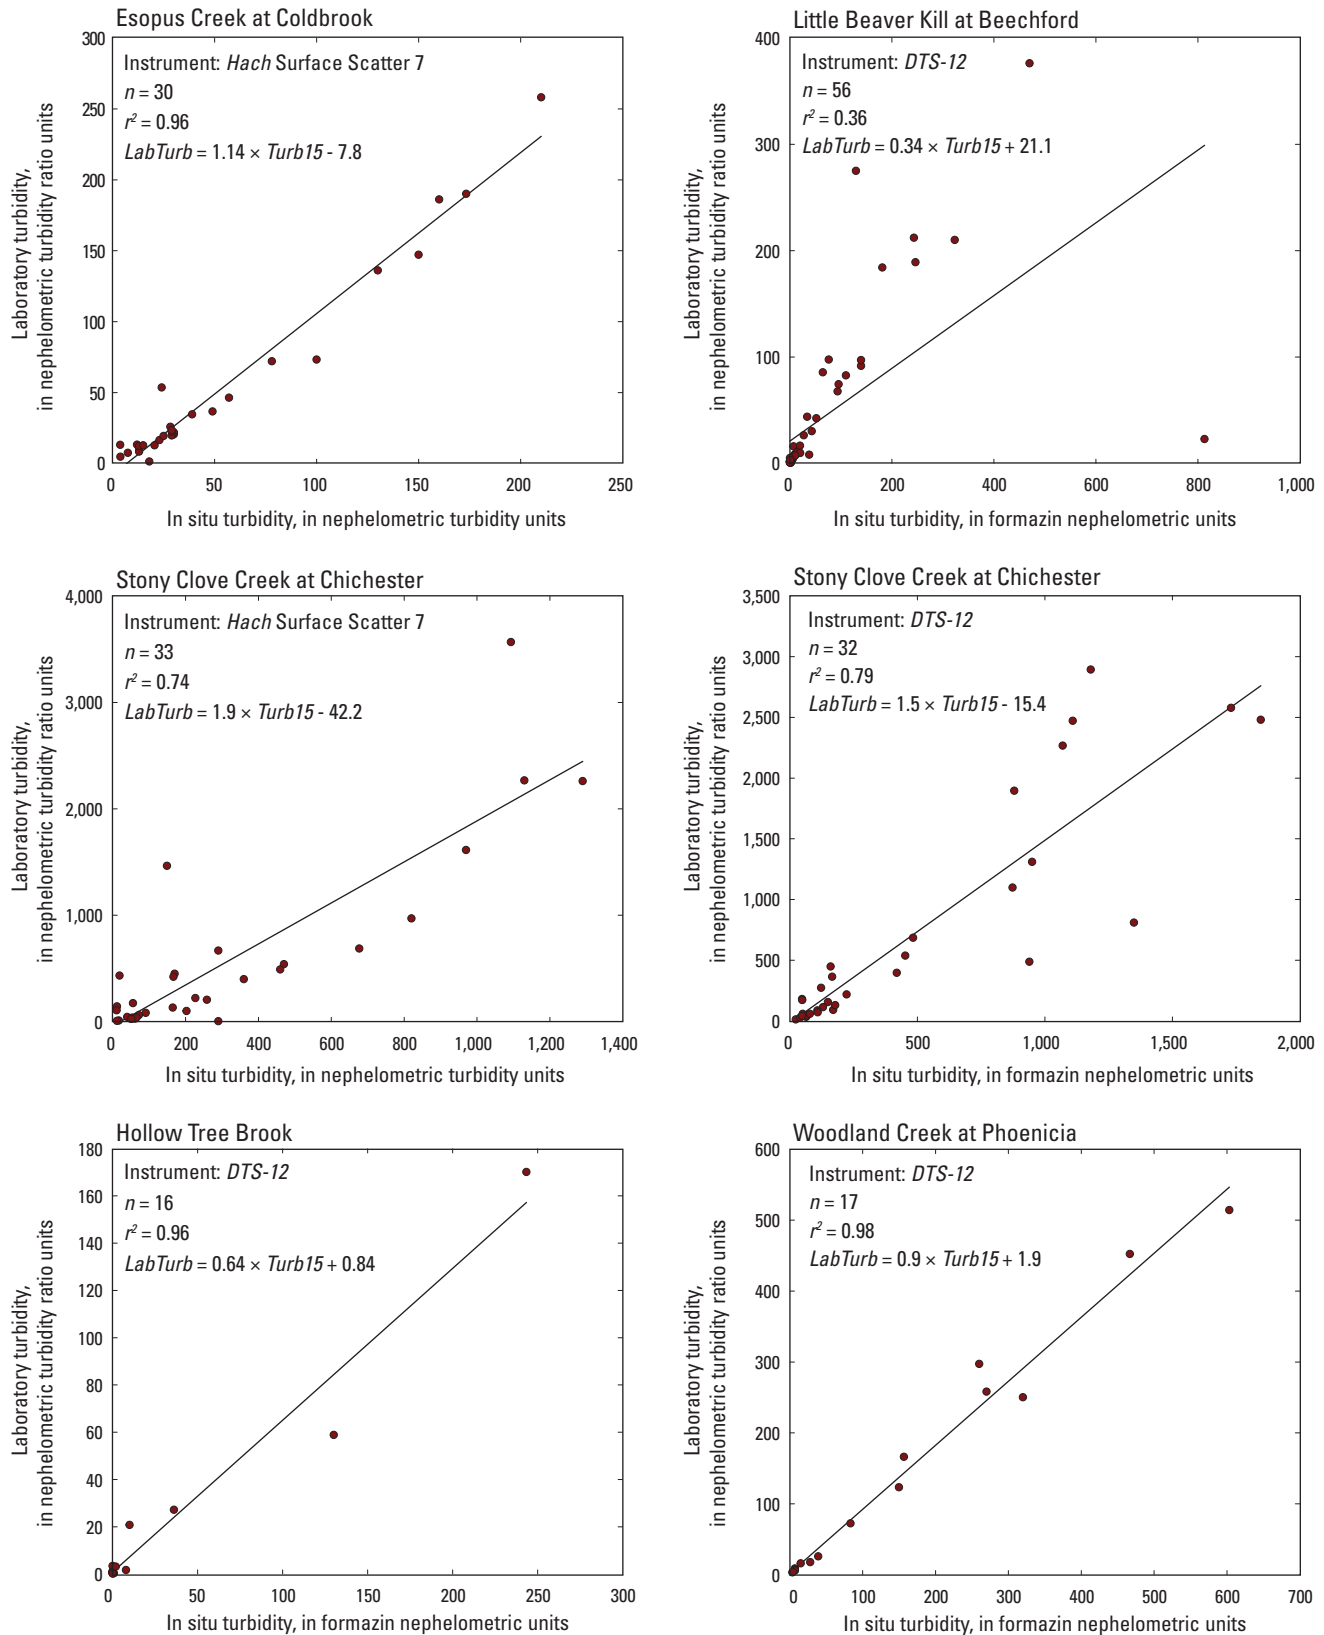 Esopus Creek at Coldbrook
300
250
200
150
100
50
0
Laboratory turbidity,
in nephelometric turbidity ratio units
Instrument: Hach Surface Scatter 7
n = 30
r² = 0.96
LabTurb = 1.14 × Turb15 - 7.8
0 50 100 150 200 250
In situ turbidity, in nephelometric turbidity units
Little Beaver Kill at Beechford
400
300
200
100
0
Laboratory turbidity,
in nephelometric turbidity ratio units
Instrument: DTS-12
n = 56
r² = 0.36
LabTurb = 0.34 × Turb15 + 21.1
0 200 400 600 800 1,000
In situ turbidity, in formazin nephelometric units
Stony Clove Creek at Chichester
4,000
3,000
2,000
1,000
0
Laboratory turbidity,
in nephelometric turbidity ratio units
Instrument: Hach Surface Scatter 7
n = 33
r² = 0.74
LabTurb = 1.9 × Turb15 - 42.2
0 200 400 600 800 1,000 1,200 1,400
In situ turbidity, in nephelometric turbidity units
Stony Clove Creek at Chichester
3,500
3,000
2,500
2,000
1,500
1,000
500
0
Laboratory turbidity,
in nephelometric turbidity ratio units
Instrument: DTS-12
n = 32
r² = 0.79
LabTurb = 1.5 × Turb15 - 15.4
0 500 1,000 1,500 2,000
In situ turbidity, in formazin nephelometric units
Hollow Tree Brook
180
160
140
120
100
80
60
40
20
0
Laboratory turbidity,
in nephelometric turbidity ratio units
Instrument: DTS-12
n = 16
r² = 0.96
LabTurb = 0.64 × Turb15 + 0.84
0 50 100 150 200 250 300
In situ turbidity, in formazin nephelometric units
Woodland Creek at Phoenicia
600
500
400
300
200
100
0
Laboratory turbidity,
in nephelometric turbidity ratio units
Instrument: DTS-12
n = 17
r² = 0.98
LabTurb = 0.9 × Turb15 + 1.9
0 100 200 300 400 500 600 700
In situ turbidity, in formazin nephelometric units